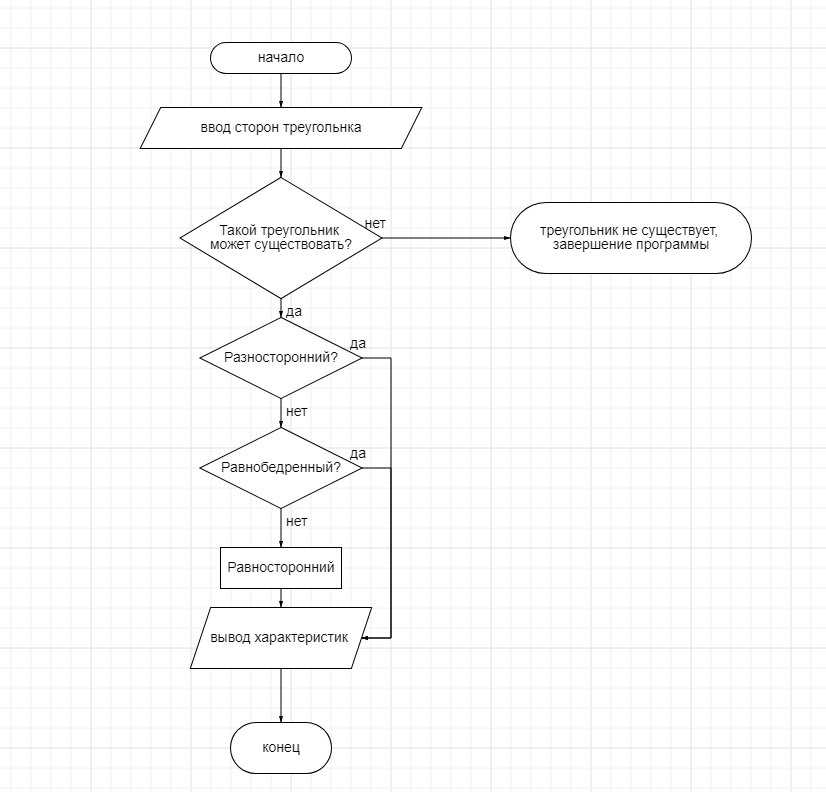 начало
ввод сторон треугольнка
Такой треугольник
может существовать?
нет
треугольник не существует,
завершение программы
да
Разносторонний?
да
нет
Равнобедренный?
да
нет
Равносторонний
вывод характеристик
конец